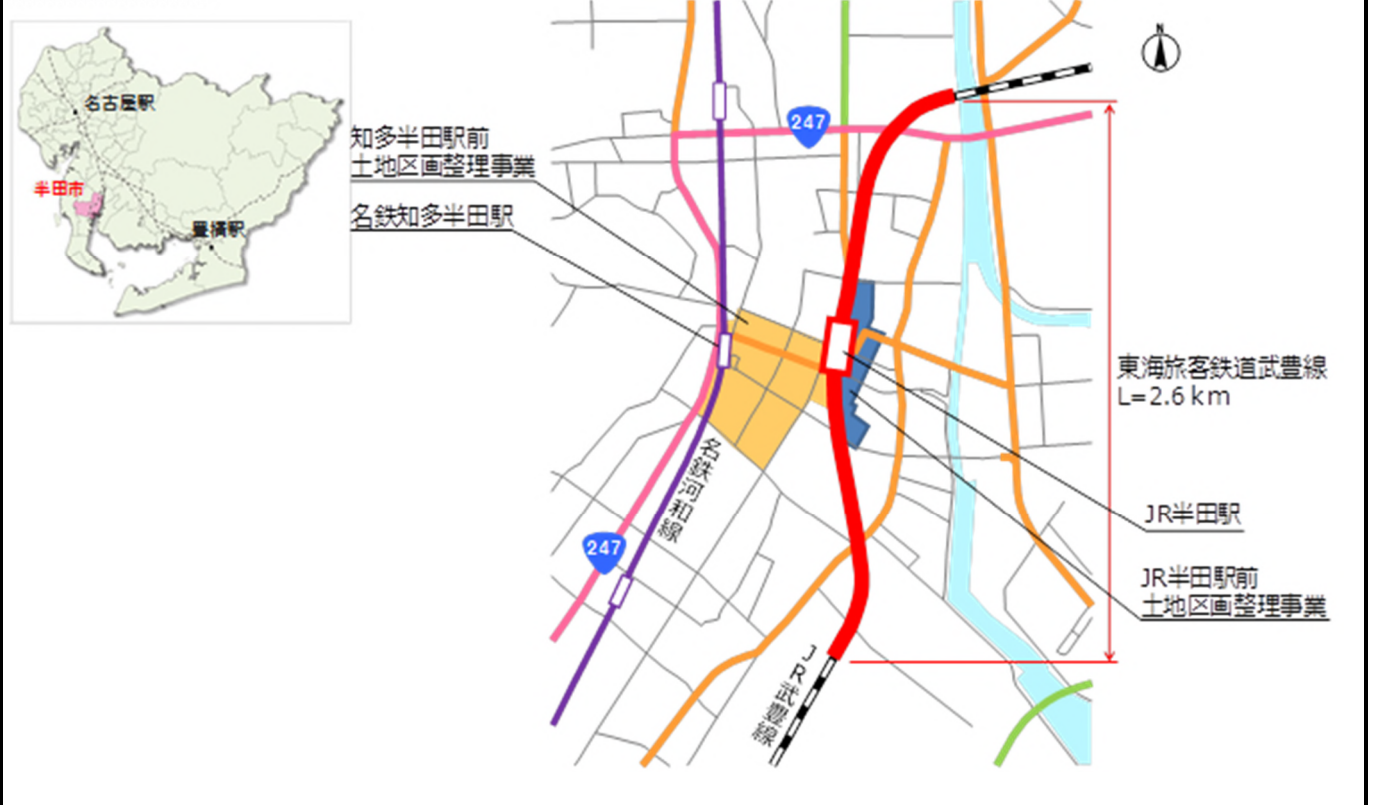 名古屋駅
半田市
豊橋駅
知多半田駅前
土地区画整理事業
名鉄知多半田駅
N
247
東海旅客鉄道武豊線
L=2.6km
名鉄河和線
247
JR半田駅
JR半田駅前
土地区画整理事業
JR武豊線